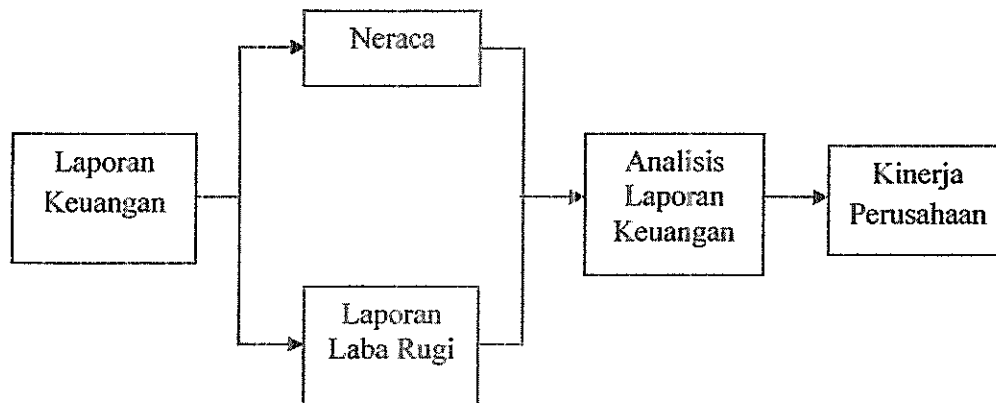 Neraca
Laporan
Keuangan
Analisis
Laporan
Keuangan
Kinerja
Perusahaan
Laporan
Laba Rugi